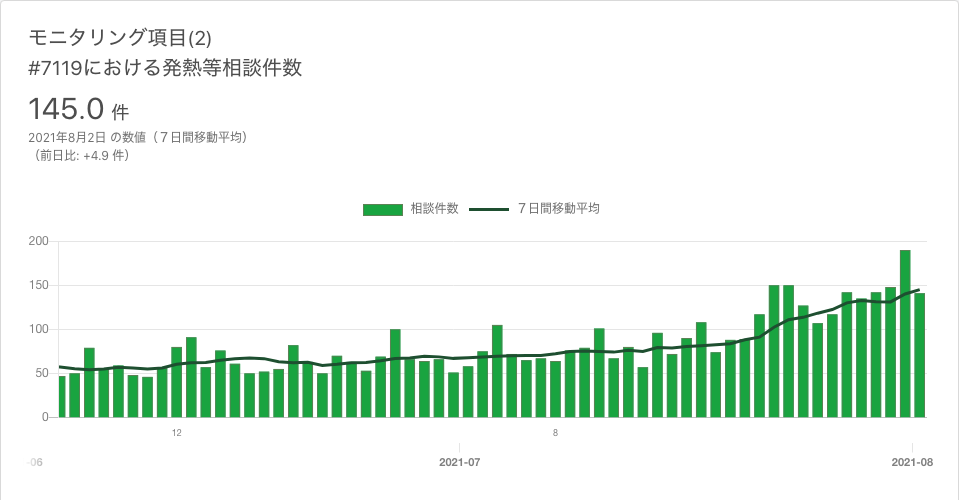 モニタリング項目(2)
#7119における発熱等相談件数
145.0 件
2021年8月2日 の数値（７日間移動平均）
（前日比: +4.9 件）
相談件数 ７日間移動平均
200
150
100
50
0
12 8
-06 2021-07 2021-08